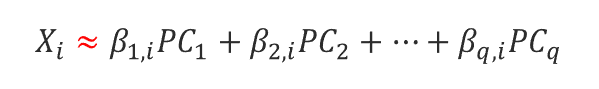 X_i ≈ β_{1,i}PC_1 + β_{2,i}PC_2 + ⋯ + β_{q,i}PC_q